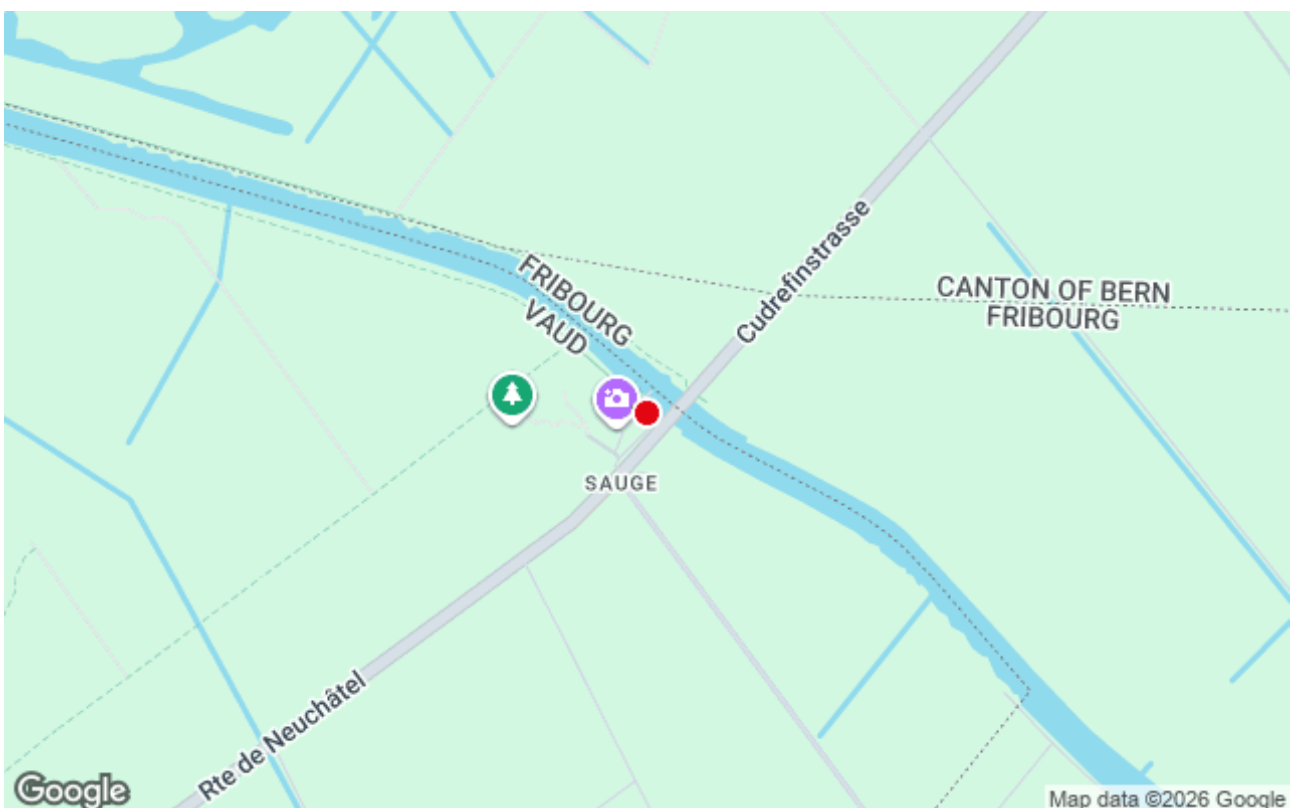 FRIBOURG
VAUD
Cudrefinstrasse
CANTON OF BERN
FRIBOURG
SAUGE
Rte de Neuchâtel
Google
Map data ©2026 Google